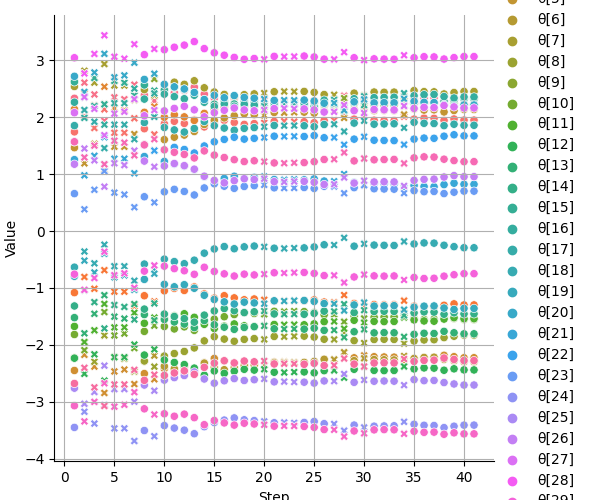 θ[5]
θ[6]
θ[7]
θ[8]
θ[9]
θ[10]
θ[11]
θ[12]
θ[13]
θ[14]
θ[15]
θ[16]
θ[17]
θ[18]
θ[19]
θ[20]
θ[21]
θ[22]
θ[23]
θ[24]
θ[25]
θ[26]
θ[27]
θ[28]
θ[29]
Value
3
2
1
0
−1
−2
−3
−4
0 5 10 15 20 25 30 35 40
Step